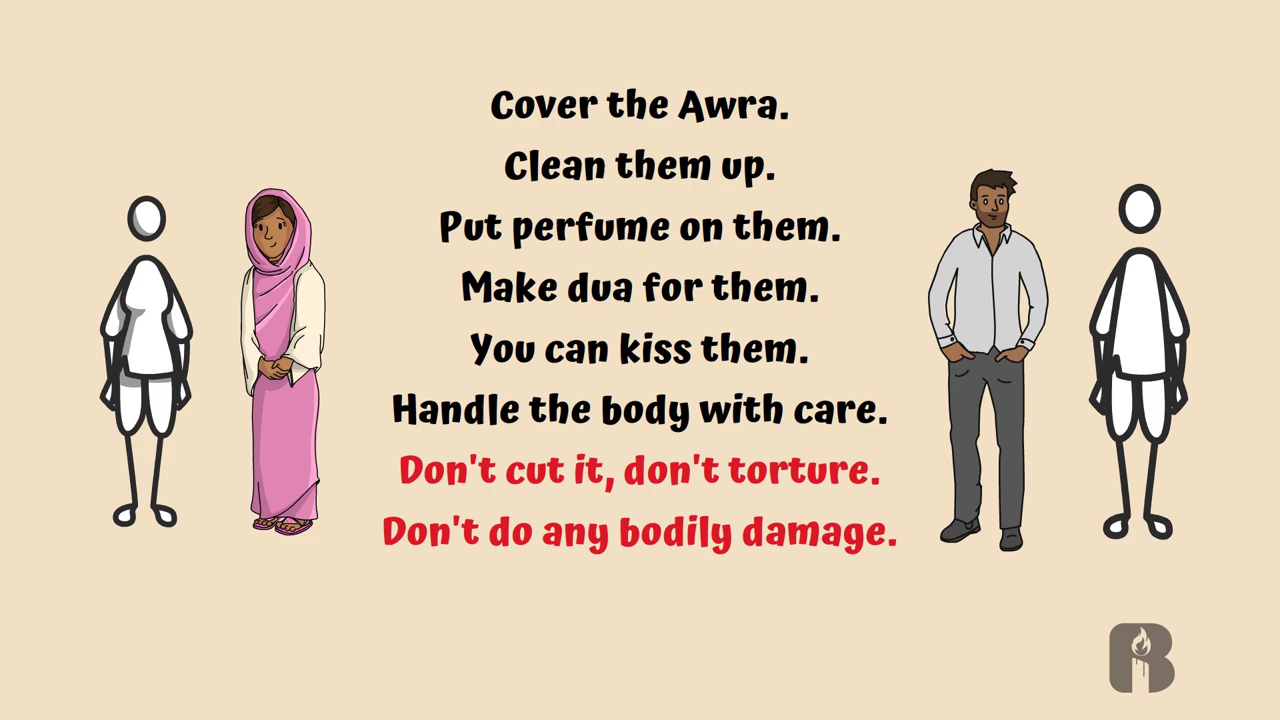 Cover the Awra.
Clean them up.
Put perfume on them.
Make dua for them.
You can kiss them.
Handle the body with care.
Don't cut it, don't torture.
Don't do any bodily damage.
B